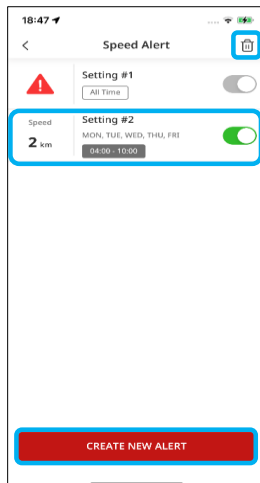 18:47
Speed Alert
Setting #1
All Time
Speed
2 km
Setting #2
MON, TUE, WED, THU, FRI
04:00 - 10:00
CREATE NEW ALERT